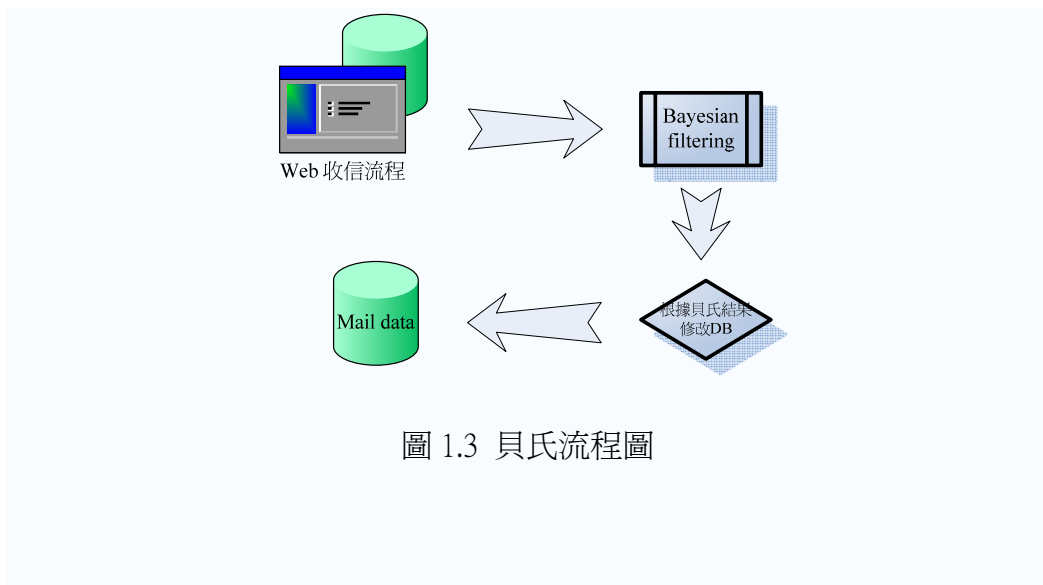 Web 收信流程
Bayesian
filtering
根據貝氏結果
修改DB
Mail data
圖 1.3 貝氏流程圖